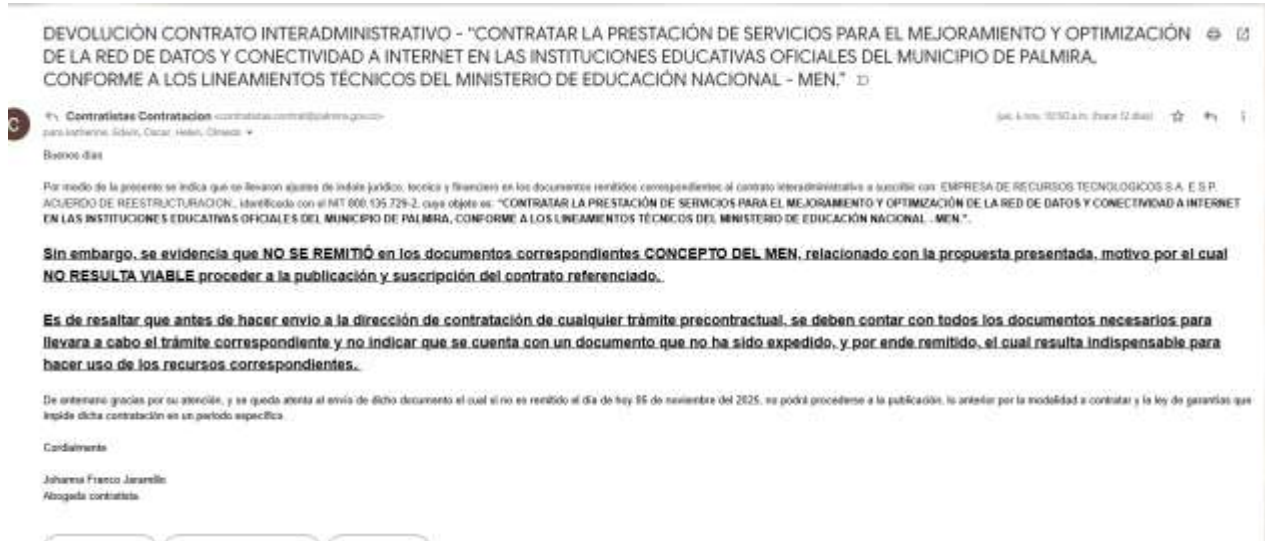 DEVOLUCIÓN CONTRATO INTERADMINISTRATIVO - "CONTRATAR LA PRESTACIÓN DE SERVICIOS PARA EL MEJORAMIENTO Y OPTIMIZACIÓN
DE LA RED DE DATOS Y CONECTIVIDAD A INTERNET EN LAS INSTITUCIONES EDUCATIVAS OFICIALES DEL MUNICIPIO DE PALMIRA,
CONFORME A LOS LINEAMIENTOS TÉCNICOS DEL MINISTERIO DE EDUCACIÓN NACIONAL - MEN."
C
Contratistas Contratacion
para katherine, Edwin, Oscar, Helen, Olmedo
Buenos días
Por medio de la presente se indica que se llevaron ajustes de índole jurídico, tecnico y financiero en los documentos remitidos correspondientes al contrato interadministrativo a suscribir con: EMPRESA DE RECURSOS TECNOLOGICOS S.A. E.S.P.
ACUERDO DE REESTRUCTURACION., identificada con el NIT 800.135.729-2, cuyo objeto es: "CONTRATAR LA PRESTACIÓN DE SERVICIOS PARA EL MEJORAMIENTO Y OPTIMIZACIÓN DE LA RED DE DATOS Y CONECTIVIDAD A INTERNET
EN LAS INSTITUCIONES EDUCATIVAS OFICIALES DEL MUNICIPIO DE PALMIRA, CONFORME A LOS LINEAMIENTOS TÉCNICOS DEL MINISTERIO DE EDUCACIÓN NACIONAL - MEN.".
Sin embargo, se evidencia que NO SE REMITIÓ en los documentos correspondientes CONCEPTO DEL MEN, relacionado con la propuesta presentada, motivo por el cual
NO RESULTA VIABLE proceder a la publicación y suscripción del contrato referenciado.
Es de resaltar que antes de hacer envio a la dirección de contratación de cualquier trámite precontractual, se deben contar con todos los documentos necesarios para
llevara a cabo el trámite correspondiente y no indicar que se cuenta con un documento que no ha sido expedido, y por ende remitido, el cual resulta indispensable para
hacer uso de los recursos correspondientes.
De antemano gracias por su atención, y se queda atenta al envio de dicho documento el cual si no es remitido el día de hoy 06 de noviembre del 2025, no podrá procederse a la publicación, lo anterior por la modalidad a contratar y la ley de garantias que
impide dicha contratación en un periodo especifico.
Cordialmente
Johanna Franco Jaramillo
Abogada contratista